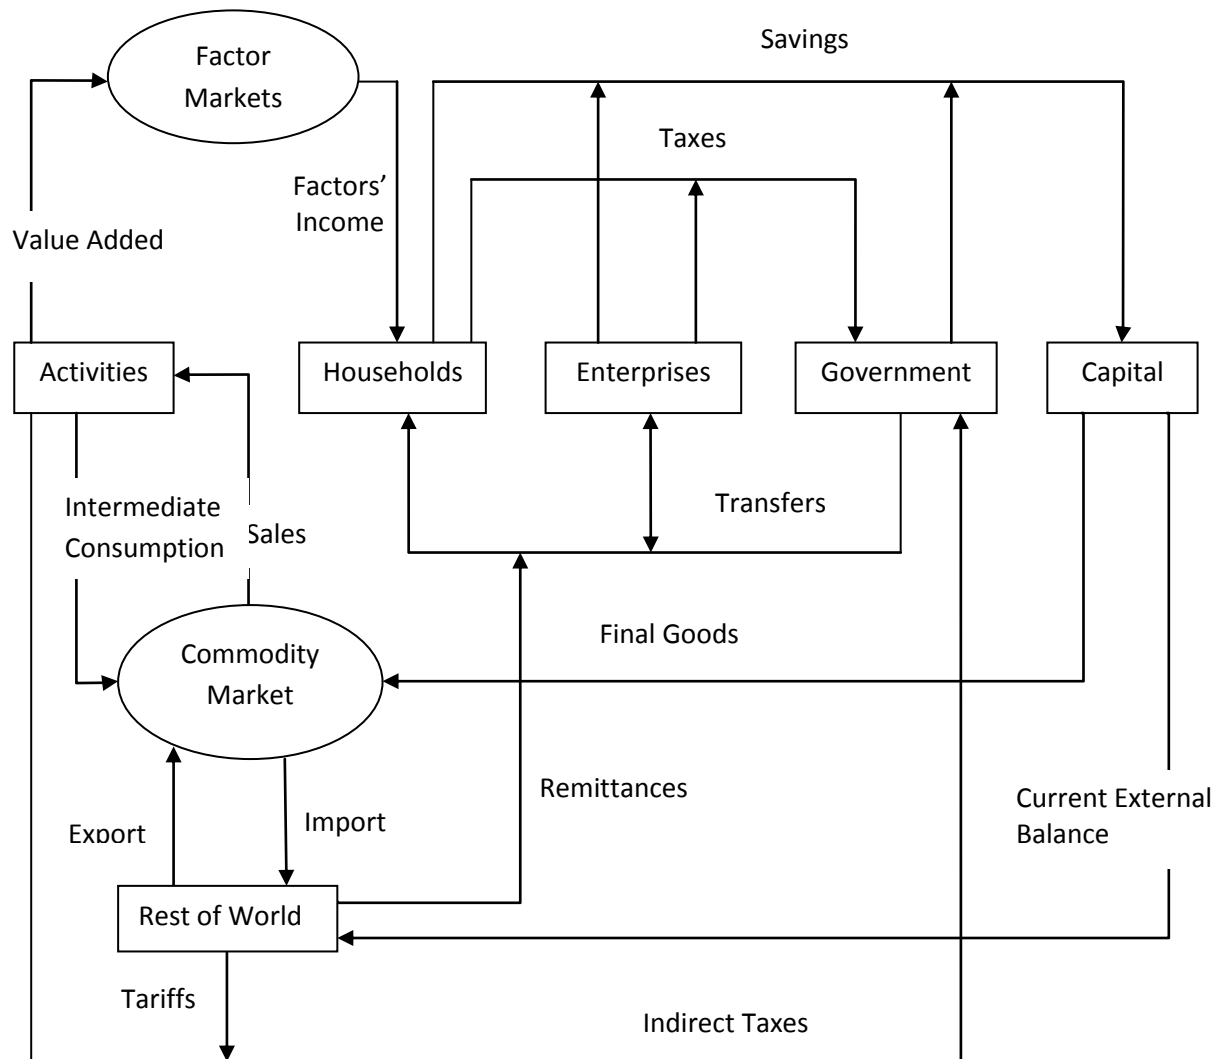 Savings
Factor
Markets
Taxes
Factors’
Income
Value Added
Activities
Households
Enterprises
Government
Capital
Intermediate
Consumption
Sales
Transfers
Final Goods
Commodity
Market
Remittances
Current External
Balance
Import
Export
Rest of World
Tariffs
Indirect Taxes